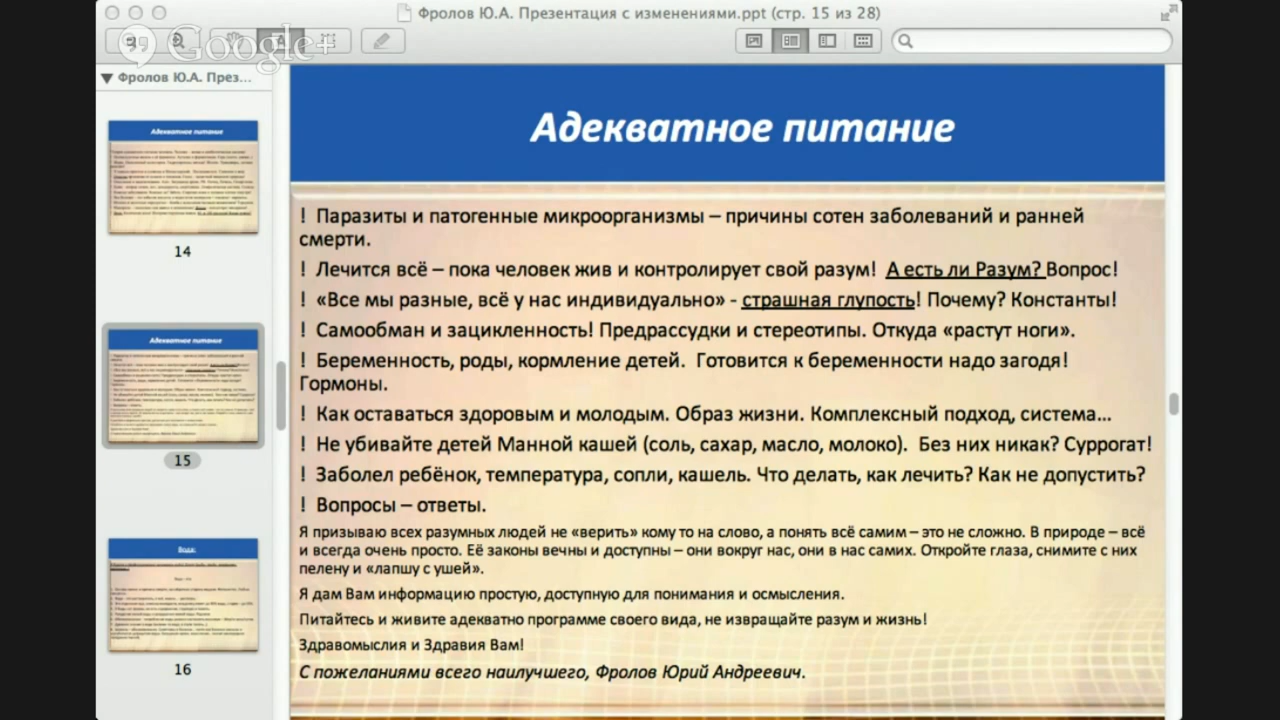 Фролов Ю.А. Презентация с изменениями.ppt (стр. 15 из 28)
Google+
Фролов Ю.А. През...
Адекватное питание
14
Адекватное питание
15
Вода:
16
Адекватное питание
! Паразиты и патогенные микроорганизмы – причины сотен заболеваний и ранней
смерти.
! Лечится всё – пока человек жив и контролирует свой разум! А есть ли Разум? Вопрос!
! «Все мы разные, всё у нас индивидуально» - страшная глупость! Почему? Константы!
! Самообман и зацикленность! Предрассудки и стереотипы. Откуда «растут ноги».
! Беременность, роды, кормление детей. Готовится к беременности надо загодя!
Гормоны.
! Как оставаться здоровым и молодым. Образ жизни. Комплексный подход, система...
! Не убивайте детей Манной кашей (соль, сахар, масло, молоко). Без них никак? Суррогат!
! Заболел ребёнок, температура, сопли, кашель. Что делать, как лечить? Как не допустить?
! Вопросы – ответы.
Я призываю всех разумных людей не «верить» кому то на слово, а понять всё самим – это не сложно. В природе – всё
и всегда очень просто. Её законы вечны и доступны – они вокруг нас, они в нас самих. Откройте глаза, снимите с них
пелену и «лапшу с ушей».
Я дам Вам информацию простую, доступную для понимания и осмысления.
Питайтесь и живите адекватно программе своего вида, не извращайте разум и жизнь!
Здравомыслия и Здравия Вам!
С пожеланиями всего наилучшего, Фролов Юрий Андреевич.